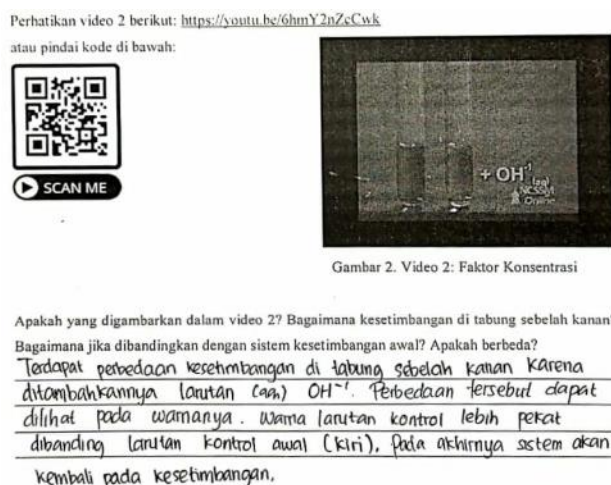 Perhatikan video 2 berikut: https://youtu.be/6hmY2nZcCwk
atau pindai kode di bawah:
SCAN ME
+ OH-1 (aq)
NCSSM
Online
Gambar 2. Video 2: Faktor Konsentrasi
Apakah yang digambarkan dalam video 2? Bagaimana kesetimbangan di tabung sebelah kanan?
Bagaimana jika dibandingkan dengan sistem kesetimbangan awal? Apakah berbeda?
Terdapat perbedaan kesetimbangan di tabung sebelah kanan karena
ditambahkannya larutan (aq) OH⁻¹. Perbedaan tersebut dapat
dilihat pada warnanya. Warna larutan kontrol lebih pekat
dibanding larutan kontrol awal (kiri). Pada akhirnya sistem akan
kembali pada kesetimbangan.